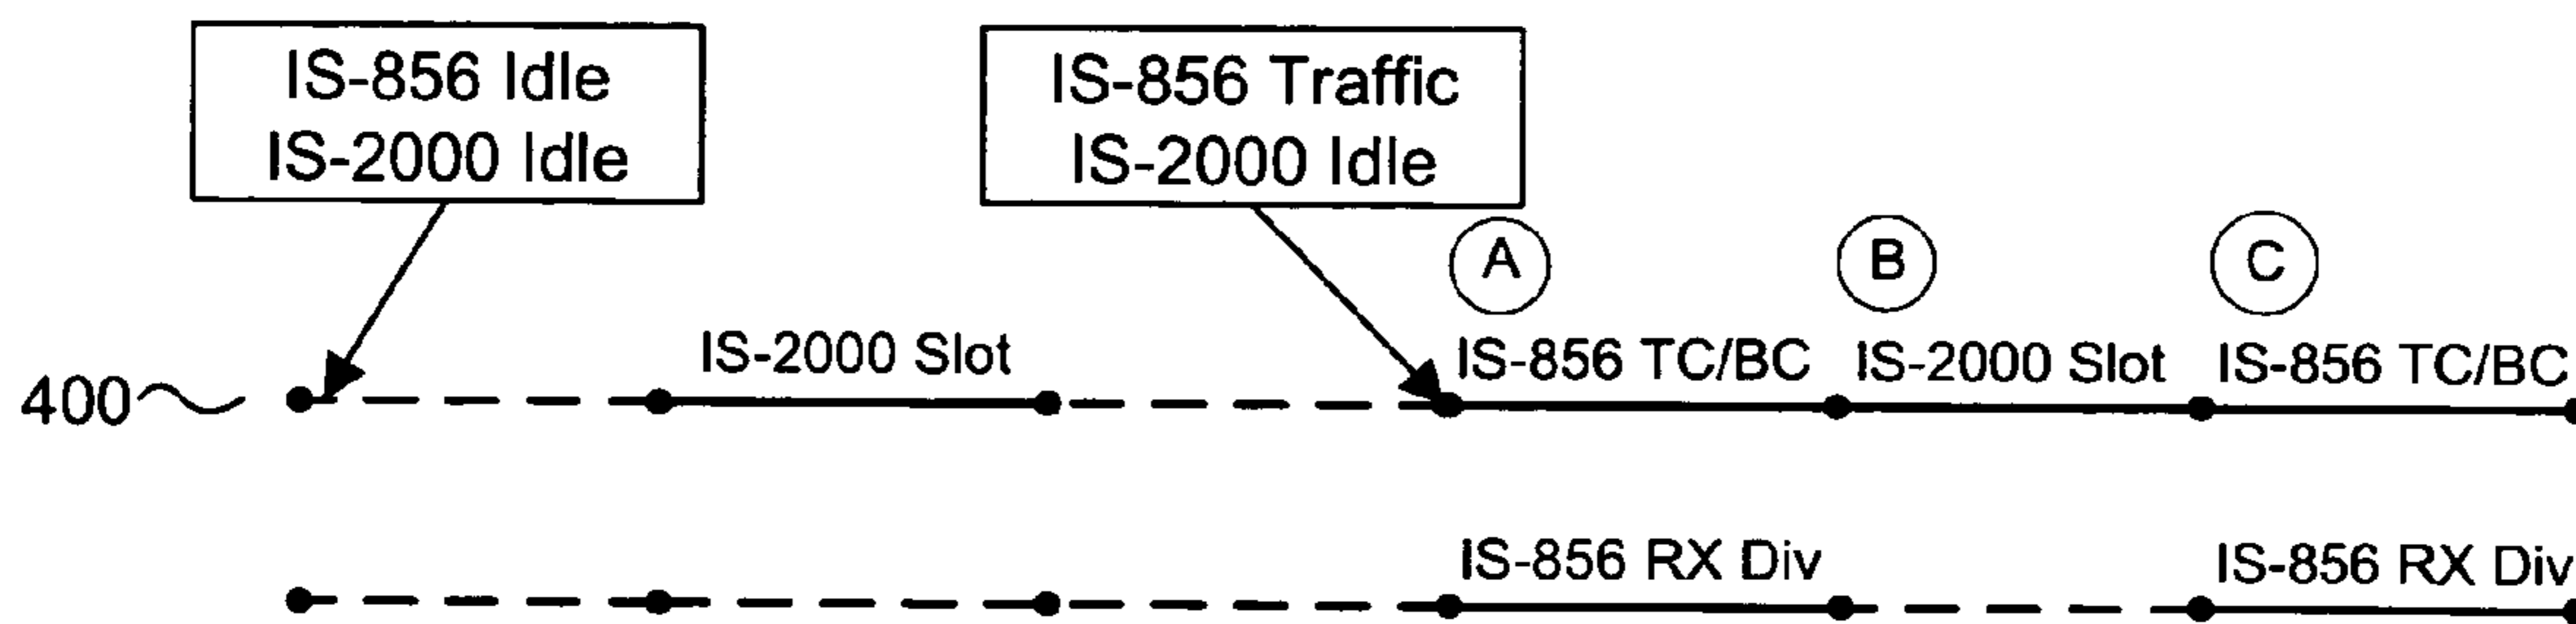 IS-856 Idle
IS-2000 Idle
IS-856 Traffic
IS-2000 Idle
A
B
C
IS-2000 Slot
IS-856 TC/BC
IS-2000 Slot
IS-856 TC/BC
400
IS-856 RX Div
IS-856 RX Div